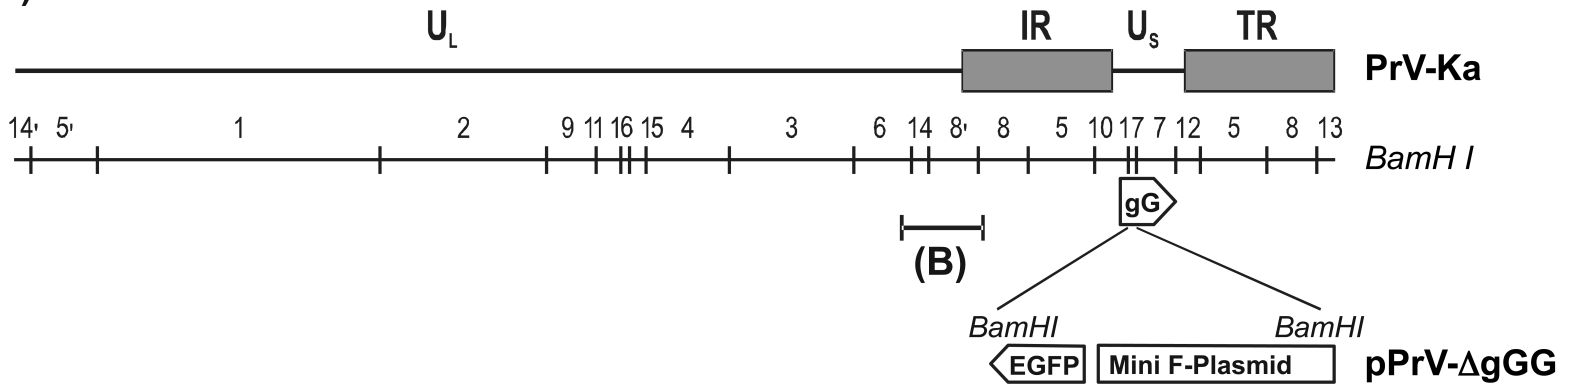 )
U_L IR U_S TR
PrV-Ka
14' 5' 1 2 9 11 16 15 4 3 6 14 8' 8 5 10 17 7 12 5 8 13
BamH I
gG
(B)
BamHI BamHI
EGFP Mini F-Plasmid pPrV-ΔgGG